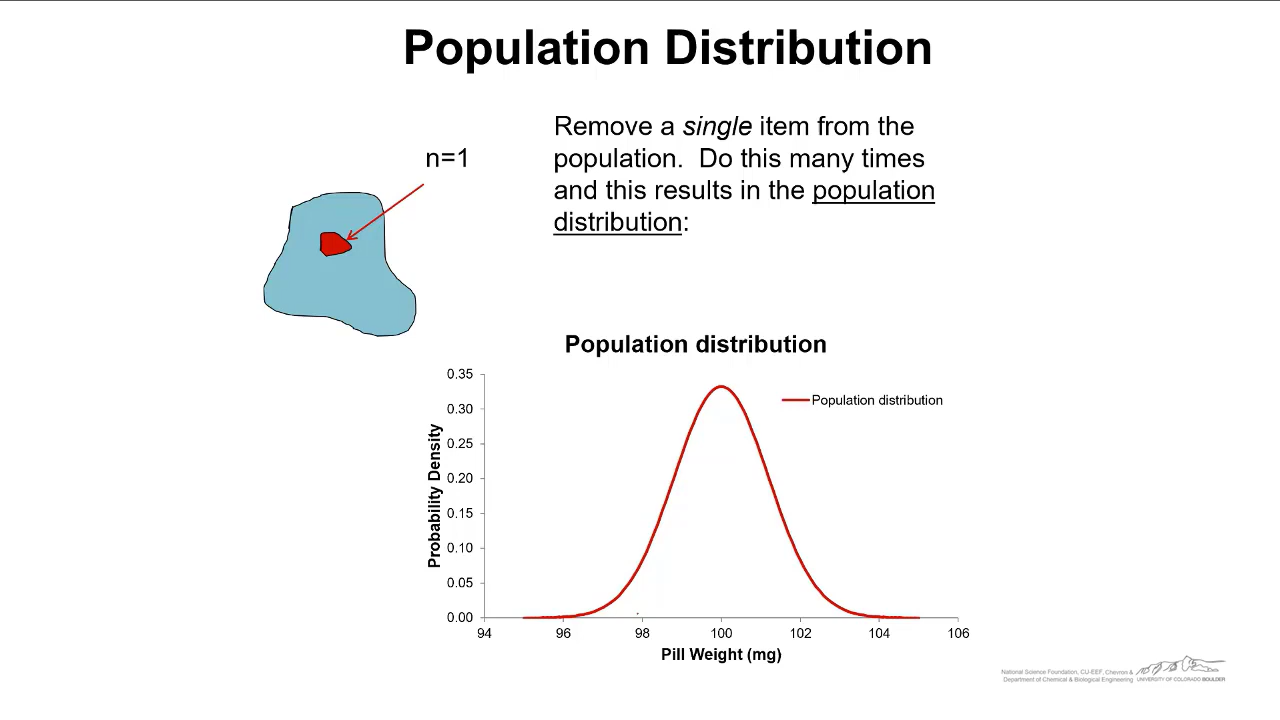 Population Distribution
n=1
Remove a single item from the
population.  Do this many times
and this results in the population
distribution:
Population distribution
0.35
0.30
0.25
0.20
0.15
0.10
0.05
0.00
Probability Density
Population distribution
94 96 98 100 102 104 106
Pill Weight (mg)
National Science Foundation, CU-EEF, Chevron &
Department of Chemical & Biological Engineering UNIVERSITY OF COLORADO BOULDER